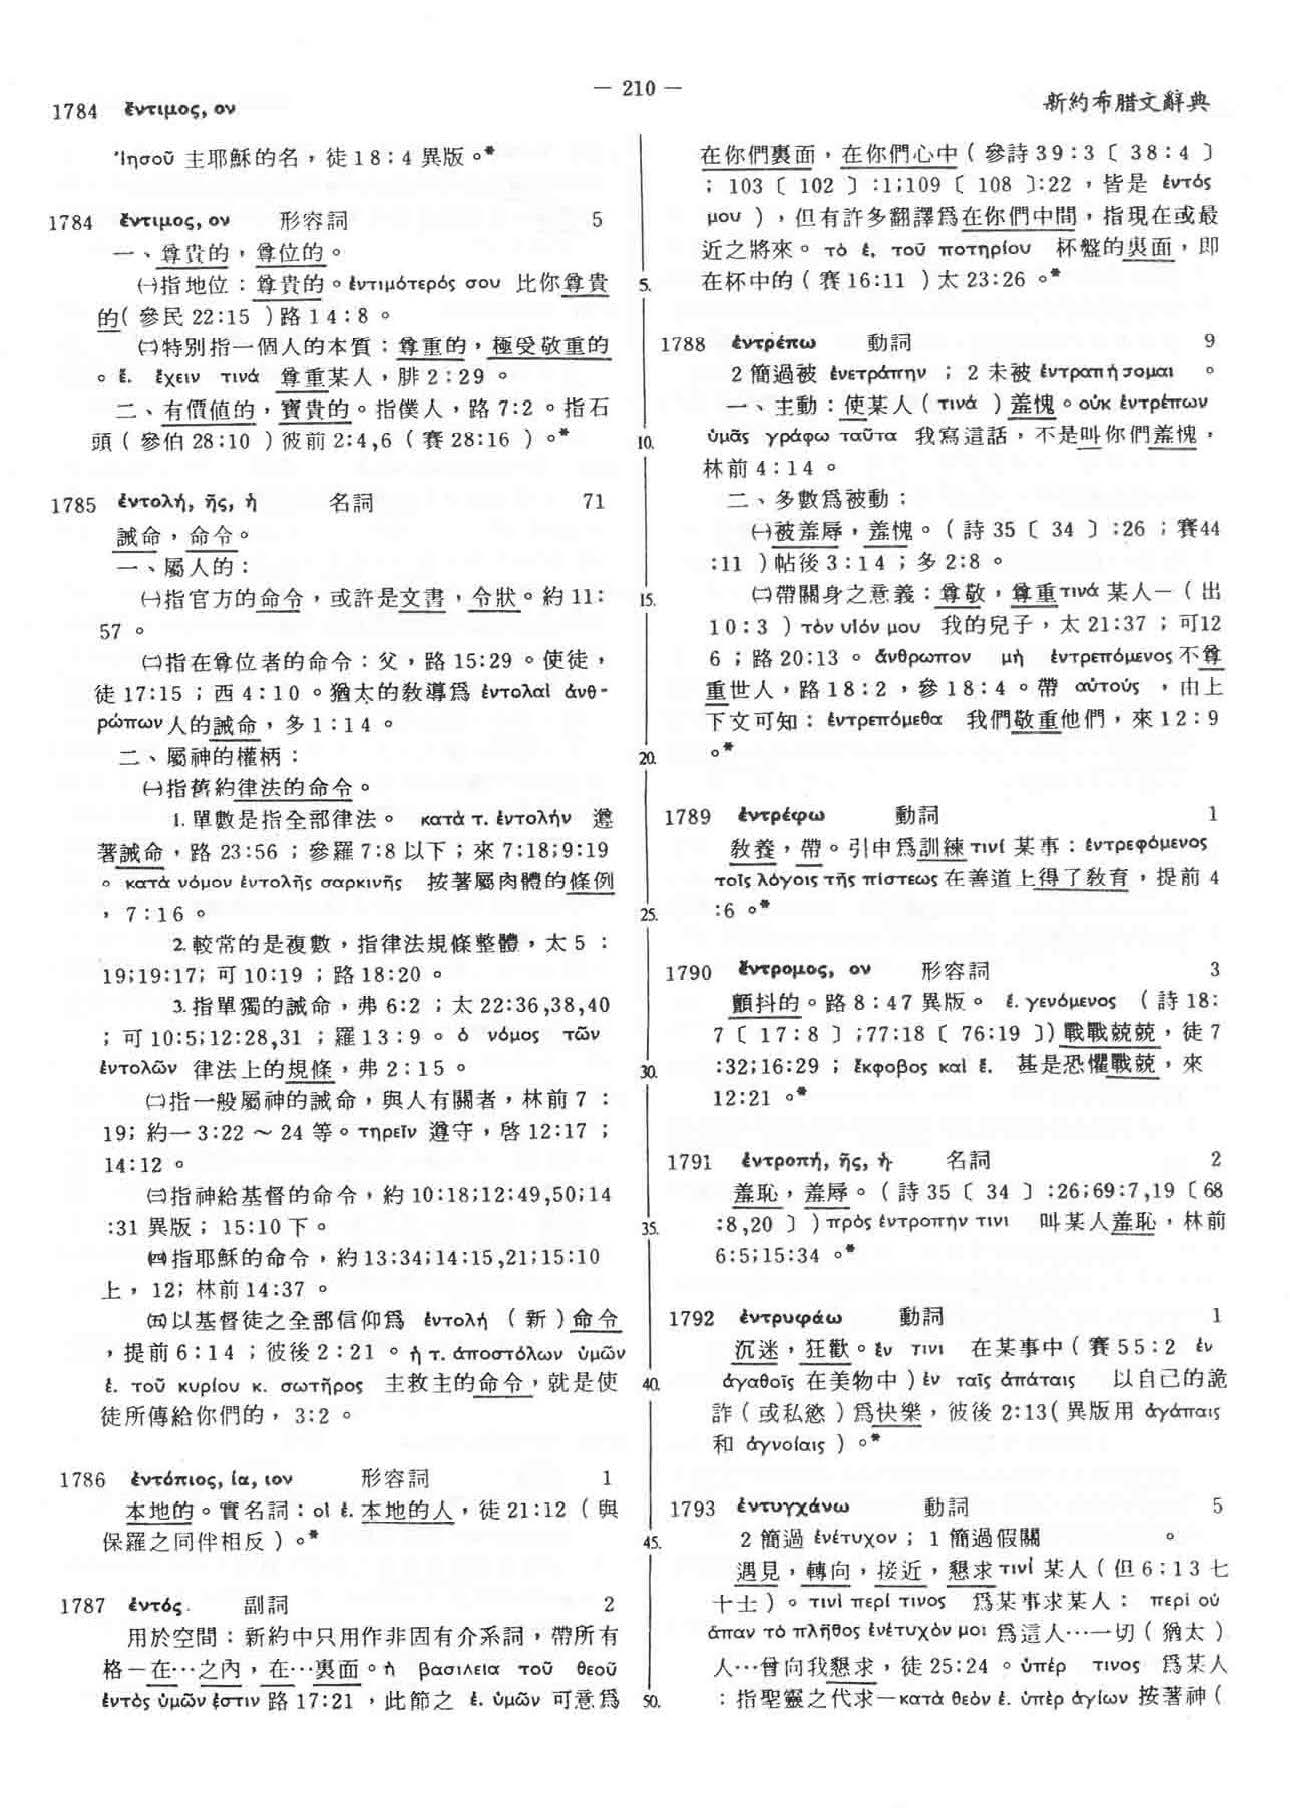 1784 ἔντιμος, ον
— 210 —
新約希腊文辭典
Ἰησοῦ 主耶穌的名，徒18：4 異版。*
1784 ἔντιμος, ον 形容詞 5
一、尊貴的，尊位的。
㈠指地位：尊貴的。ἐντιμότερός σου 比你尊貴
的(參民 22:15 )路 14：8 。
㈡特別指一個人的本質：尊重的，極受敬重的
。ἔ. ἔχειν τινά 尊重某人，腓 2：29 。
二、有價值的，寶貴的。指僕人，路 7:2 。指石
頭（參伯 28:10 ）彼前 2:4,6（賽 28:16 ）。*
1785 ἐντολή, ῆς, ἡ 名詞 71
誡命，命令。
一、屬人的：
㈠指官方的命令，或許是文書，令狀。約 11：
57 。
㈡指在尊位者的命令：父，路 15:29 。使徒，
徒 17:15 ；西 4：10 。猶太的敎導爲 ἐντολαὶ ἀνθ-
ρώπων 人的誡命，多 1：14 。
二、屬神的權柄：
㈠指舊約律法的命令。
1. 單數是指全部律法。 κατὰ τ. ἐντολήν 遵
著誡命，路 23:56 ；參羅 7:8 以下；來 7:18;9:19
。κατὰ νόμον ἐντολῆς σαρκινῆς 按著屬肉體的條例
，7：16 。
2. 較常的是複數，指律法規條整體，太 5 ：
19;19:17; 可 10:19 ；路 18:20 。
3. 指單獨的誡命，弗 6:2 ；太 22:36,38,40
；可 10:5;12:28,31 ；羅 13：9 。ὁ νόμος τῶν
ἐντολῶν 律法上的規條，弗 2：15 。
㈡指一般屬神的誡命，與人有關者，林前 7 ：
19; 約一 3:22 ～ 24 等。τηρεῖν 遵守，啓 12:17 ；
14:12 。
㈢指神給基督的命令，約 10:18;12:49,50;14
:31 異版； 15:10 下。
㈣指耶穌的命令，約 13:34;14:15,21;15:10
上，12; 林前 14:37 。
㈤以基督徒之全部信仰爲 ἐντολή （新）命令
，提前 6：14 ；彼後 2：21 。ἡ τ. ἀποστόλων ὑμῶν
ἐ. τοῦ κυρίου κ. σωτῆρος 主救主的命令，就是使
徒所傳給你們的，3:2 。
1786 ἐντόπιος, ία, ιον 形容詞 1
本地的。實名詞：οἱ ἐ. 本地的人，徒 21:12（與
保羅之同伴相反）。*
1787 ἐντός 副詞 2
用於空間：新約中只用作非固有介系詞，帶所有
格－在…之內，在…裏面。ἡ βασιλεία τοῦ θεοῦ
ἐντὸς ὑμῶν ἐστιν 路 17:21 ，此節之 ἐ. ὑμῶν 可意爲
5.
10.
15.
20.
25.
30.
35.
40.
45.
50.
在你們裏面，在你們心中（參詩 39：3〔 38：4 〕
； 103〔 102 〕:1;109〔 108 〕:22 ，皆是 ἐντός
μου ），但有許多翻譯爲在你們中間，指現在或最
近之將來。τὸ ἐ. τοῦ ποτηρίου 杯盤的裏面，即
在杯中的（賽 16:11 ）太 23:26 。*
1788 ἐντρέπω 動詞 9
2 簡過被 ἐνετράπην ；2 未被 ἐντραπήσομαι 。
一、主動：使某人（τινά ）羞愧。οὐκ ἐντρέπων
ὑμᾶς γράφω ταῦτα 我寫這話，不是叫你們羞愧，
林前 4：14 。
二、多數爲被動：
㈠被羞辱，羞愧。（詩 35〔 34 〕:26 ；賽44
:11 ）帖後 3：14 ；多 2:8 。
㈡帶關身之意義：尊敬，尊重τινά 某人－（出
10：3 ）τὸν υἱόν μου 我的兒子，太 21:37 ；可12
6 ；路 20:13 。ἄνθρωπον μὴ ἐντρεπόμενος 不尊
重世人，路 18：2 ，參 18：4 。帶 αὐτούς ，由上
下文可知：ἐντρεπόμεθα 我們敬重他們，來 12：9
。*
1789 ἐντρέφω 動詞 1
敎養，帶。引申爲訓練 τινί 某事：ἐντρεφόμενος
τοῖς λόγοις τῆς πίστεως 在善道上得了敎育，提前 4
:6 。*
1790 ἔντρομος, ον 形容詞 3
顫抖的。路 8：47 異版。 ἔ. γενόμενος （詩 18：
7〔 17：8 〕;77:18〔 76:19 〕)戰戰兢兢，徒 7
:32;16:29 ；ἔκφοβος καὶ ἔ. 甚是恐懼戰兢，來
12:21 。*
1791 ἐντροπή, ῆς, ἡ 名詞 2
羞恥，羞辱。（詩 35〔 34 〕:26;69:7,19〔68
:8,20 〕）πρὸς ἐντροπήν τινι 叫某人羞恥，林前
6:5;15:34 。*
1792 ἐντρυφάω 動詞 1
沉迷，狂歡。ἔν τινι 在某事中（賽 55：2 ἐν
ἀγαθοῖς 在美物中）ἐν ταῖς ἀπάταις 以自己的詭
詐（或私慾）爲快樂，彼後 2:13( 異版用 ἀγάπαις
和 ἀγνοίαις ）。*
1793 ἐντυγχάνω 動詞 5
2 簡過 ἐνέτυχον ；1 簡過假關 。
遇見，轉向，接近，懇求 τινί 某人（但 6：13 七
十士）。τινὶ περί τινος 爲某事求某人： περὶ οὗ
ἅπαν τὸ πλῆθος ἐνέτυχόν μοι 爲這人…一切（猶太）
人…曾向我懇求，徒 25:24 。ὑπέρ τινος 爲某人
：指聖靈之代求－κατὰ θεὸν ἐ. ὑπὲρ ἁγίων 按著神（